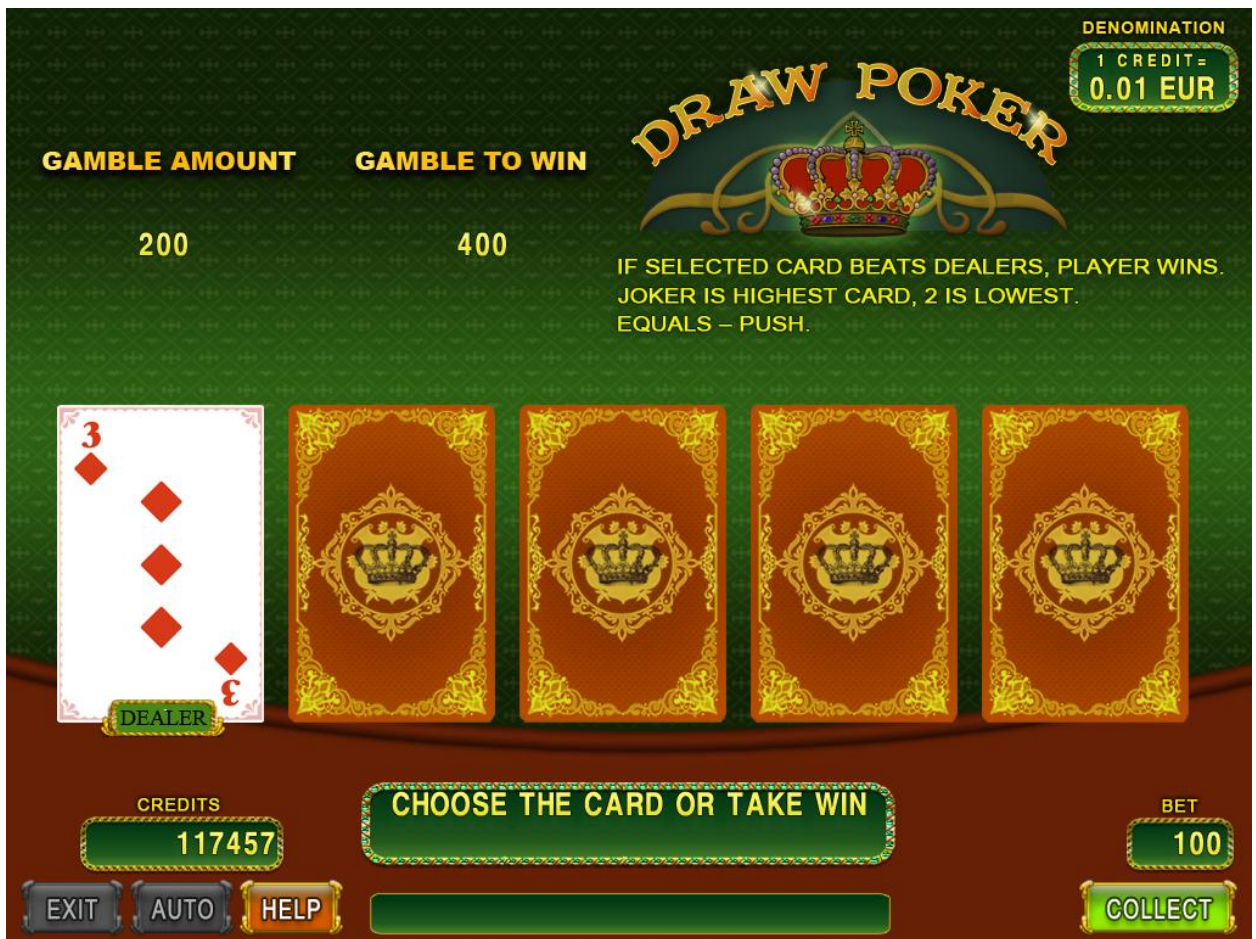 DENOMINATION
1 CREDIT=
0.01 EUR
DRAW POKER
GAMBLE AMOUNT
GAMBLE TO WIN
200
400
IF SELECTED CARD BEATS DEALERS, PLAYER WINS.
JOKER IS HIGHEST CARD, 2 IS LOWEST.
EQUALS – PUSH.
3
3
DEALER
CREDITS
117457
CHOOSE THE CARD OR TAKE WIN
BET
100
EXIT
AUTO
HELP
COLLECT